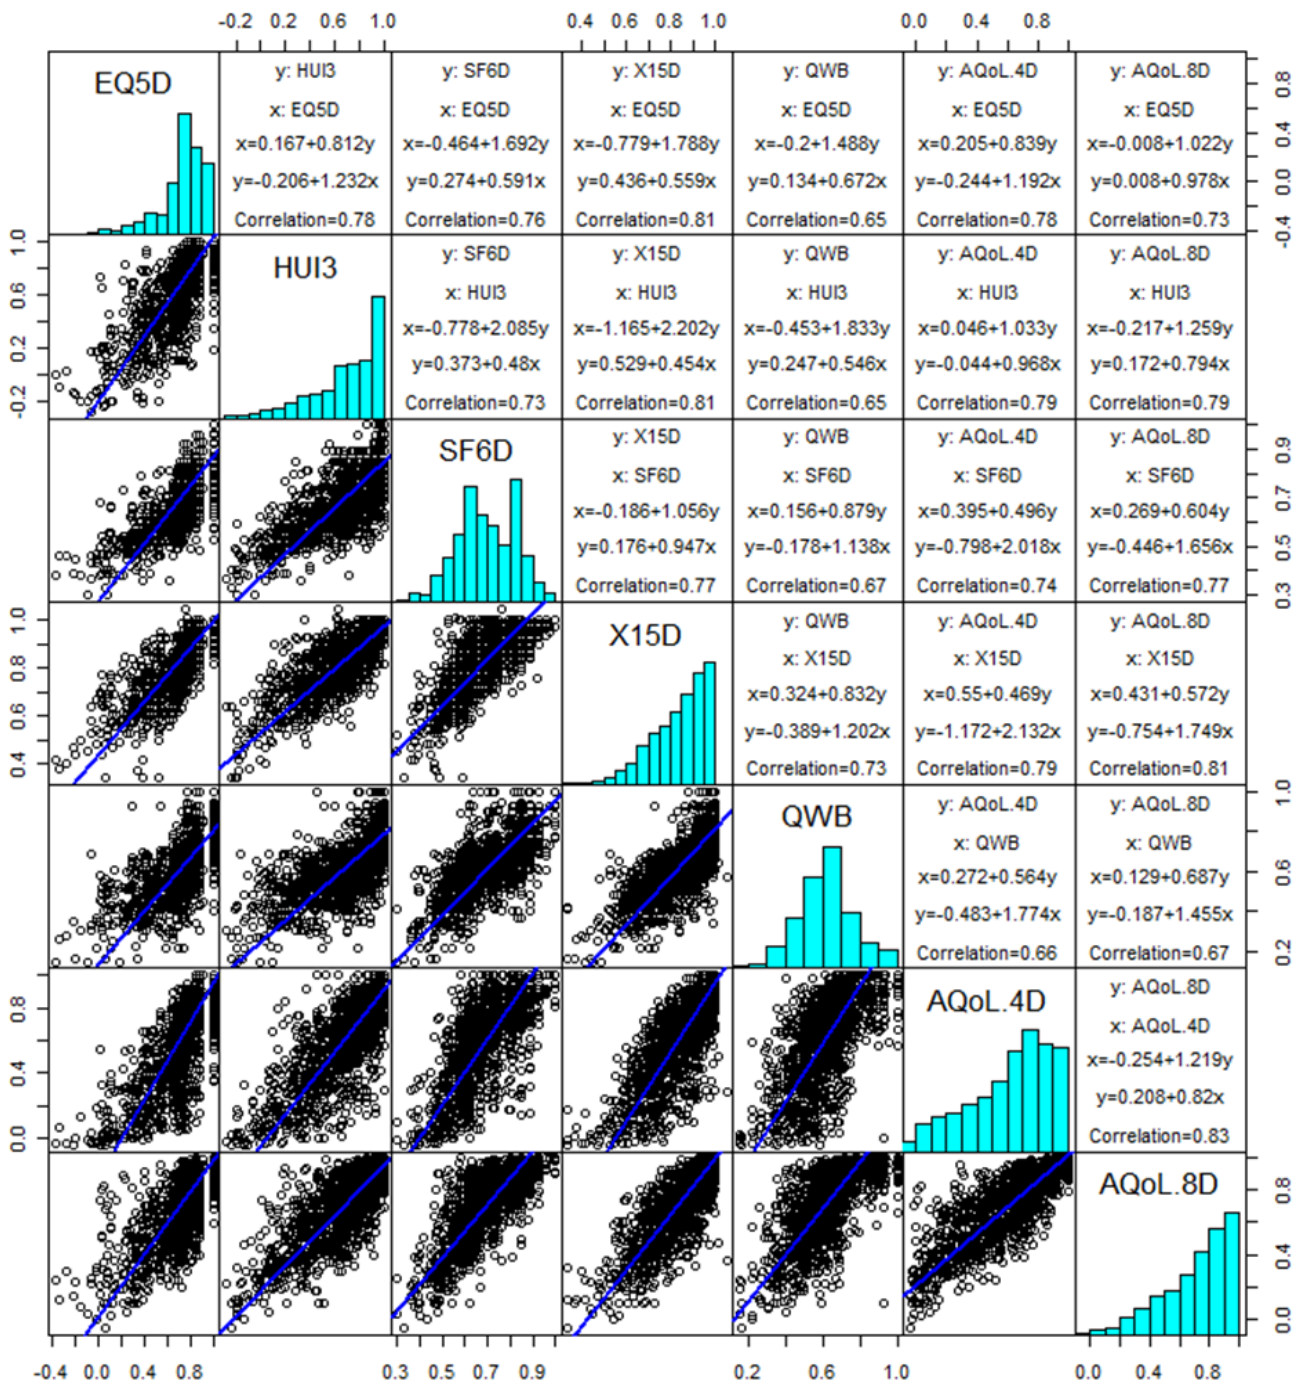 -0.2 0.2 0.6 1.0 0.4 0.6 0.8 1.0 0.0 0.4 0.8
EQ5D
y: HUI3
x: EQ5D
x=0.167+0.812y
y=-0.206+1.232x
Correlation=0.78
y: SF6D
x: EQ5D
x=-0.464+1.692y
y=0.274+0.591x
Correlation=0.76
y: X15D
x: EQ5D
x=-0.779+1.788y
y=0.436+0.559x
Correlation=0.81
y: QWB
x: EQ5D
x=-0.2+1.488y
y=0.134+0.672x
Correlation=0.65
y: AQoL.4D
x: EQ5D
x=0.205+0.839y
y=-0.244+1.192x
Correlation=0.78
y: AQoL.8D
x: EQ5D
x=-0.008+1.022y
y=0.008+0.978x
Correlation=0.73
0.8
0.4
0.0
-0.4
1.0
0.6
0.2
-0.2
HUI3
y: SF6D
x: HUI3
x=-0.778+2.085y
y=0.373+0.48x
Correlation=0.73
y: X15D
x: HUI3
x=-1.165+2.202y
y=0.529+0.454x
Correlation=0.81
y: QWB
x: HUI3
x=-0.453+1.833y
y=0.247+0.546x
Correlation=0.65
y: AQoL.4D
x: HUI3
x=0.046+1.033y
y=-0.044+0.968x
Correlation=0.79
y: AQoL.8D
x: HUI3
x=-0.217+1.259y
y=0.172+0.794x
Correlation=0.79
SF6D
y: X15D
x: SF6D
x=-0.186+1.056y
y=0.176+0.947x
Correlation=0.77
y: QWB
x: SF6D
x=0.156+0.879y
y=-0.178+1.138x
Correlation=0.67
y: AQoL.4D
x: SF6D
x=0.395+0.496y
y=-0.798+2.018x
Correlation=0.74
y: AQoL.8D
x: SF6D
x=0.269+0.604y
y=-0.446+1.656x
Correlation=0.77
0.9
0.7
0.5
0.3
1.0
0.8
0.6
0.4
X15D
y: QWB
x: X15D
x=0.324+0.832y
y=-0.389+1.202x
Correlation=0.73
y: AQoL.4D
x: X15D
x=0.55+0.469y
y=-1.172+2.132x
Correlation=0.79
y: AQoL.8D
x: X15D
x=0.431+0.572y
y=-0.754+1.749x
Correlation=0.81
QWB
y: AQoL.4D
x: QWB
x=0.272+0.564y
y=-0.483+1.774x
Correlation=0.66
y: AQoL.8D
x: QWB
x=0.129+0.687y
y=-0.187+1.455x
Correlation=0.67
1.0
0.6
0.2
0.8
0.4
0.0
AQoL.4D
y: AQoL.8D
x: AQoL.4D
x=-0.254+1.219y
y=0.208+0.82x
Correlation=0.83
AQoL.8D
0.8
0.4
0.0
-0.4 0.0 0.4 0.8 0.3 0.5 0.7 0.9 0.2 0.6 1.0 0.0 0.4 0.8